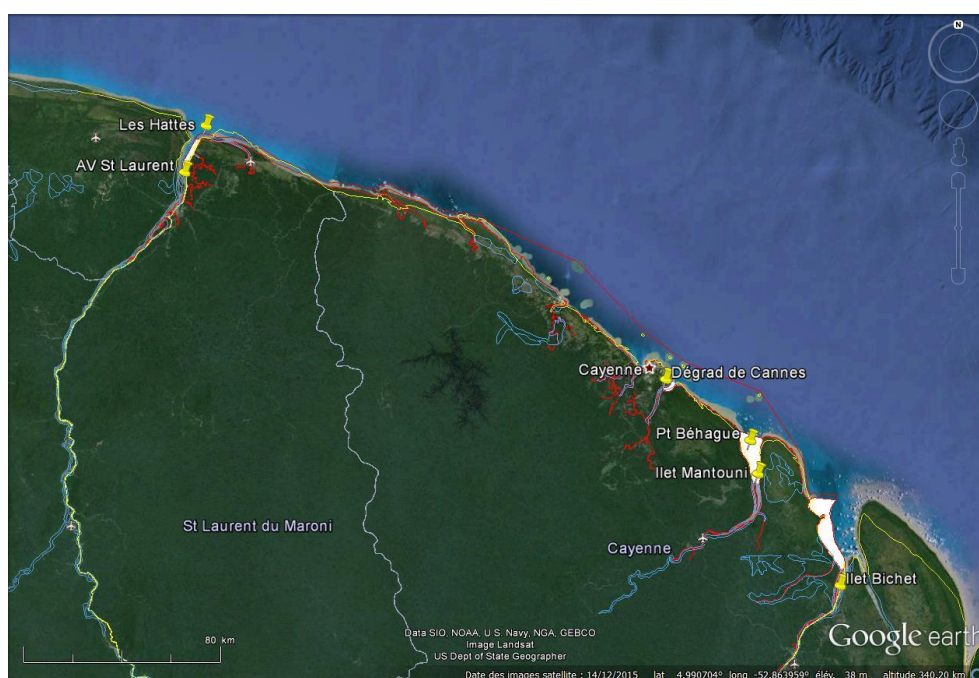 N
Les Hattes
AV St Laurent
Cayenne
Dégrad de Cannes
Pt Béhague
Ilet Mantouni
St Laurent du Maroni
Cayenne
Ilet Bichet
80 km
Data SIO, NOAA, U.S. Navy, NGA, GEBCO
Image Landsat
US Dept of State Geographer
Google earth
Date des images satellite : 14/12/2015 lat 4.990704° long -52.863959° élév. 38 m altitude 340.20 km